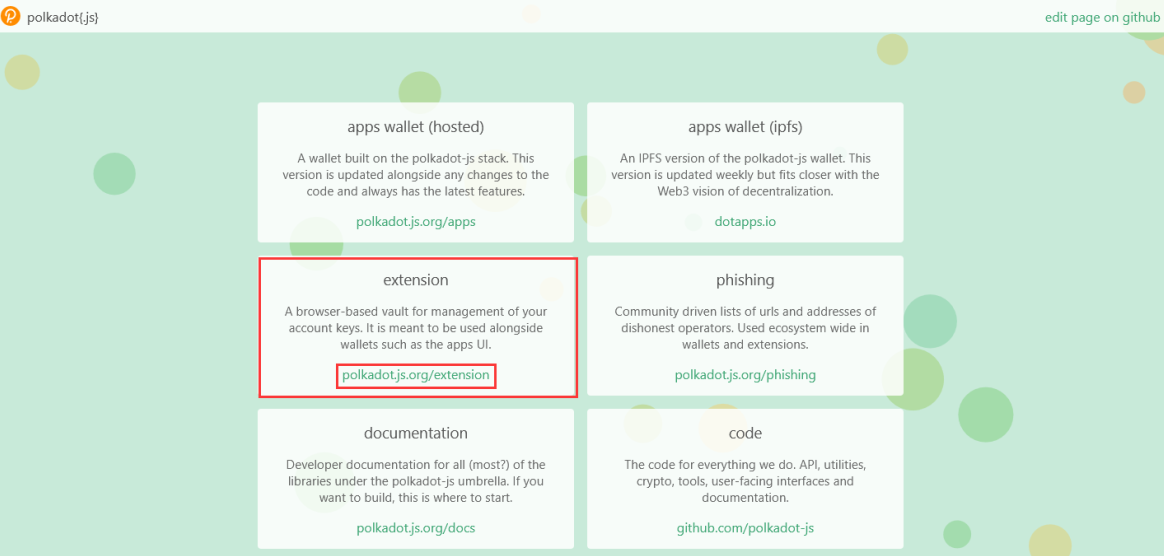 polkadot{.js}
edit page on github
apps wallet (hosted)
A wallet built on the polkadot-js stack. This
version is updated alongside any changes to the
code and always has the latest features.
polkadot.js.org/apps
apps wallet (ipfs)
An IPFS version of the polkadot-js wallet. This
version is updated weekly but fits closer with the
Web3 vision of decentralization.
dotapps.io
extension
A browser-based vault for management of your
account keys. It is meant to be used alongside
wallets such as the apps UI.
polkadot.js.org/extension
phishing
Community driven lists of urls and addresses of
dishonest operators. Used ecosystem wide in
wallets and extensions.
polkadot.js.org/phishing
documentation
Developer documentation for all (most?) of the
libraries under the polkadot-js umbrella. If you
want to build, this is where to start.
polkadot.js.org/docs
code
The code for everything we do. API, utilities,
crypto, tools, user-facing interfaces and
documentation.
github.com/polkadot-js